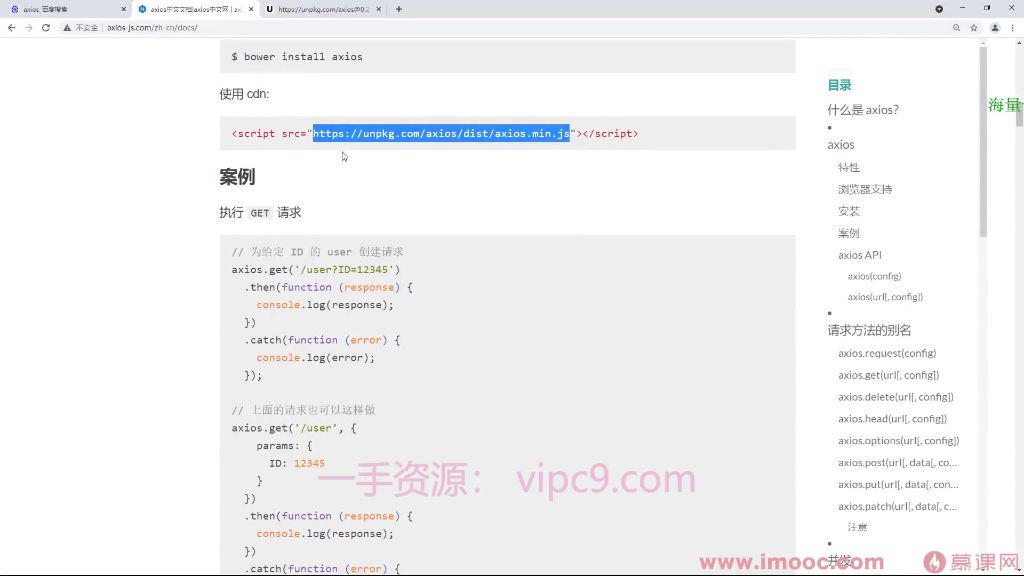 axios_百度搜索
axios中文文档|axios中文网 | ax
https://unpkg.com/axios@0.2
不安全
axios-js.com/zh-cn/docs/
$ bower install axios
使用 cdn:
<script src="https://unpkg.com/axios/dist/axios.min.js"></script>
案例
执行 GET 请求
// 为给定 ID 的 user 创建请求
axios.get('/user?ID=12345')
.then(function (response) {
console.log(response);
})
.catch(function (error) {
console.log(error);
});
// 上面的请求也可以这样做
axios.get('/user', {
params: {
ID: 12345
}
})
.then(function (response) {
console.log(response);
})
.catch(function (error) {
目录
什么是 axios?
axios
特性
浏览器支持
安装
案例
axios API
axios(config)
axios(url[, config])
请求方法的别名
axios.request(config)
axios.get(url[, config])
axios.delete(url[, config])
axios.head(url[, config])
axios.options(url[, config])
axios.post(url[, data[, co...
axios.put(url[, data[, con...
axios.patch(url[, data[, c...
注意
并发
海量
一手资源： vipc9.com
www.imooc.com
慕课网